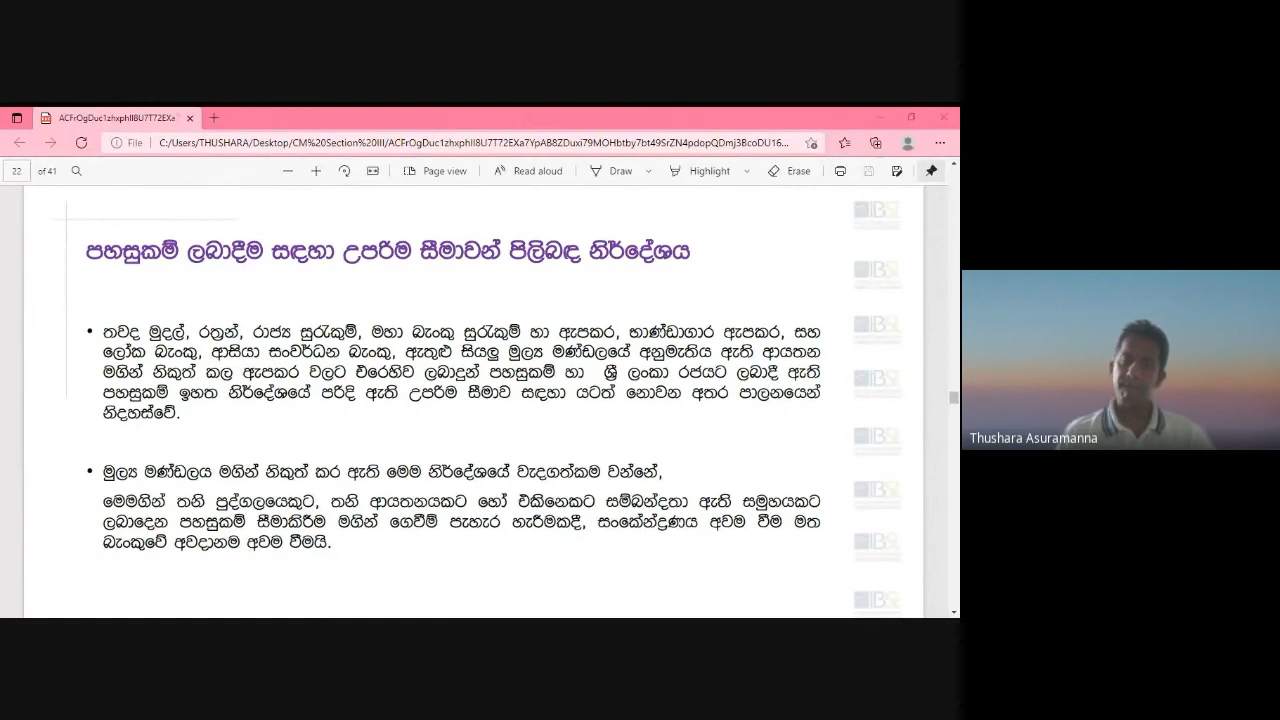 ACFrOgDuc1zhxphlI8U7T72EXa
File
C:/Users/THUSHARA/Desktop/CM%20Section%20III/ACFrOgDuc1zhxphlI8U7T72EXa7YpAB8ZDuxi79MOHbtby7bt49SrZN4pdopQDmj3BcoDU16...
22 of 41
Page view
Read aloud
Draw
Highlight
Erase
පහසුකම් ලබාදීම සඳහා උපරිම සීමාවන් පිලිබඳ නිර්දේශය
• තවද මුදල්, රත්‍රන්, රාජ්‍ය සුරැකුම්, මහා බැංකු සුරැකුම් හා ඇපකර, භාණ්ඩාගාර ඇපකර, සහ
ලෝක බැංකු, ආසියා සංවර්ධන බැංකු, ඇතුළු සියලු මුල්‍ය මණ්ඩලයේ අනුමැතිය ඇති ආයතන
මගින් නිකුත් කල ඇපකර වලට එරෙහිව ලබාදුන් පහසුකම් හා ශ්‍රී ලංකා රජයට ලබාදී ඇති
පහසුකම් ඉහත නිර්දේශයේ පරිදි ඇති උපරිම සීමාව සඳහා යටත් නොවන අතර පාලනයෙන්
නිදහස්වේ.
• මුල්‍ය මණ්ඩලය මගින් නිකුත් කර ඇති මෙම නිර්දේශයේ වැදගත්කම වන්නේ,
මෙමගින් තනි පුද්ගලයෙකුට, තනි ආයතනයකට හෝ එකිනෙකට සම්බන්දතා ඇති සමුහයකට
ලබාදෙන පහසුකම් සීමාකිරීම මගින් ගෙවීම් පැහැර හැරීමකදී, සංකේන්ද්‍රණය අවම වීම මත
බැංකුවේ අවදානම අවම වීමයි.
Thushara Asuramanna